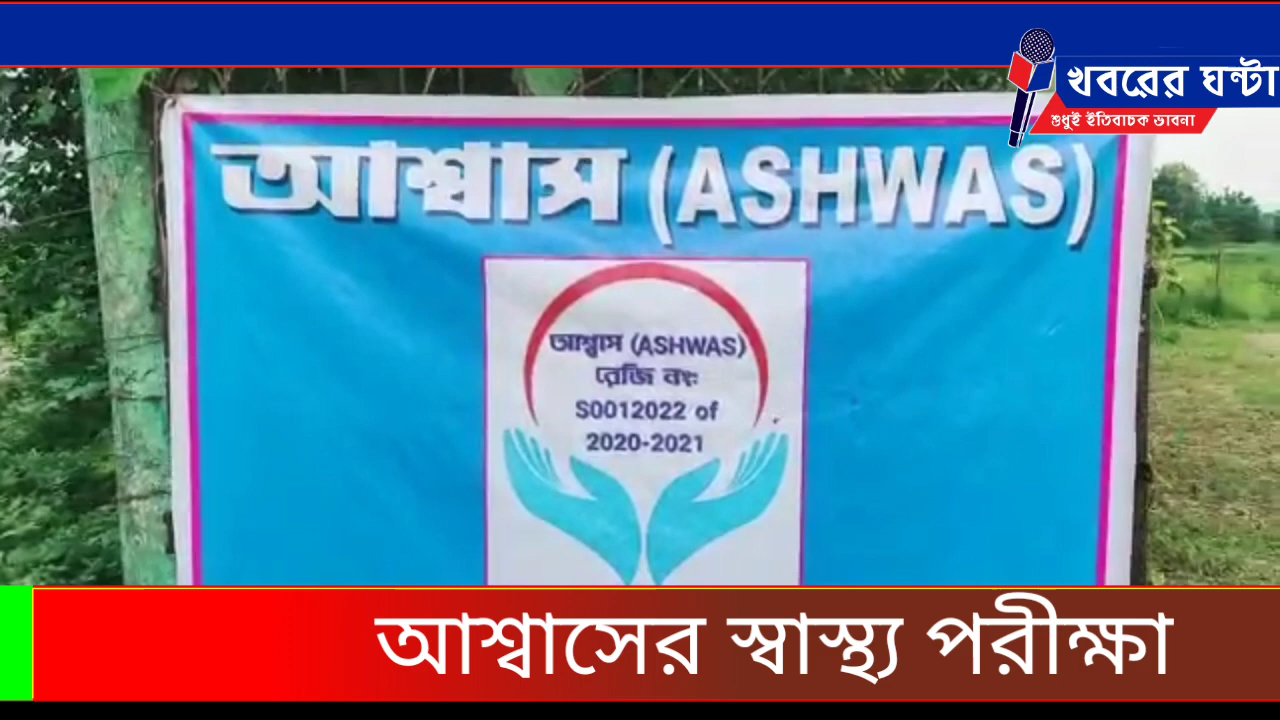 খবরের ঘন্টা
শুধুই ইতিবাচক ভাবনা
আশ্বাস (ASHWAS)
আশ্বাস (ASHWAS)
রেজি নং:
S0012022 of
2020-2021
আশ্বাসের স্বাস্থ্য পরীক্ষা